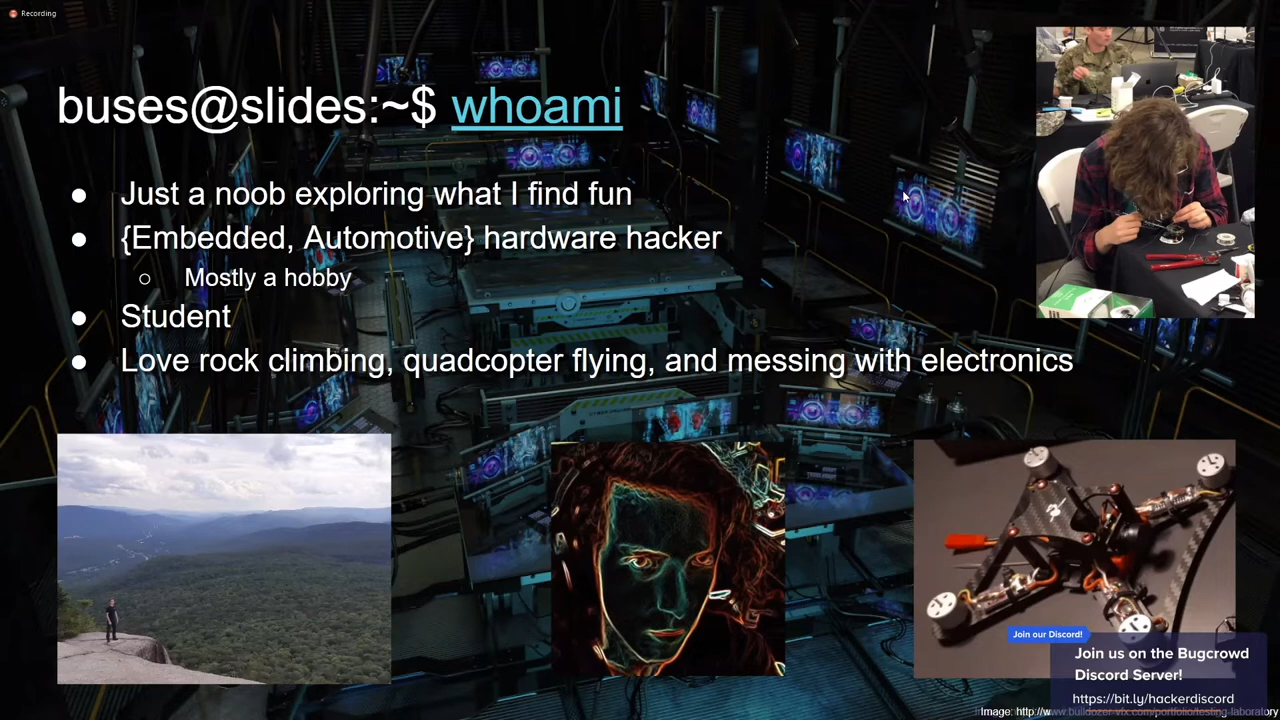 Recording
buses@slides:~$ whoami
● Just a noob exploring what I find fun
● {Embedded, Automotive} hardware hacker
○ Mostly a hobby
● Student
● Love rock climbing, quadcopter flying, and messing with electronics
Join our Discord!
Join us on the Bugcrowd
Discord Server!
https://bit.ly/hackerdiscord
Image: http://www.bulldozer-vfx.com/portfolio/testing-laboratory